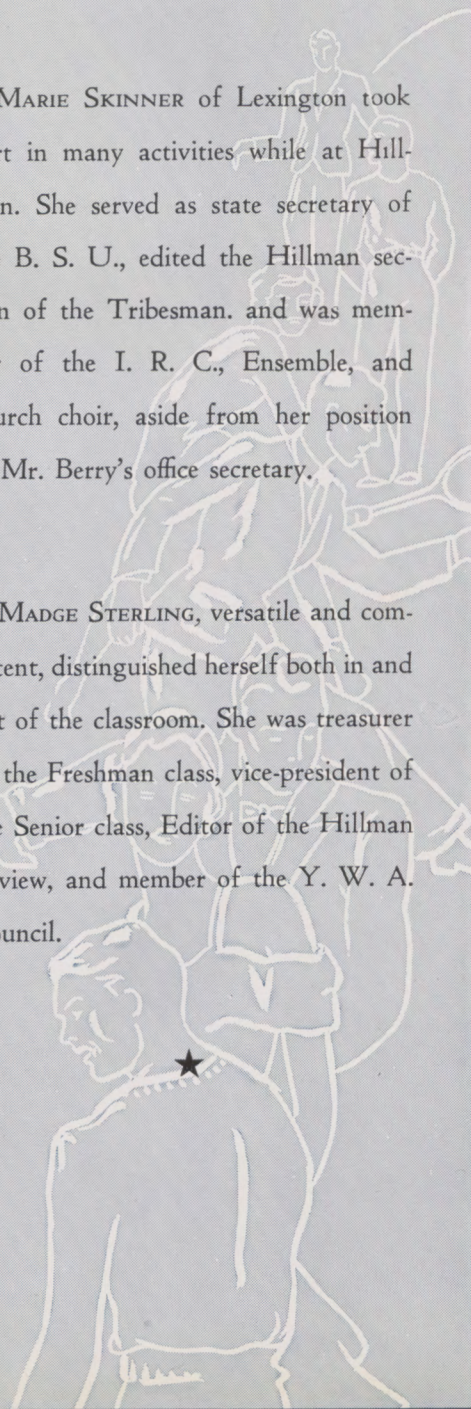 MARIE SKINNER of Lexington took
rt in many activities while at Hill-
n. She served as state secretary of
B. S. U., edited the Hillman sec-
n of the Tribesman. and was mem-
of the I. R. C., Ensemble, and
urch choir, aside from her position
Mr. Berry's office secretary.
MADGE STERLING, versatile and com-
tent, distinguished herself both in and
t of the classroom. She was treasurer
the Freshman class, vice-president of
e Senior class, Editor of the Hillman
view, and member of the Y. W. A.
uncil.